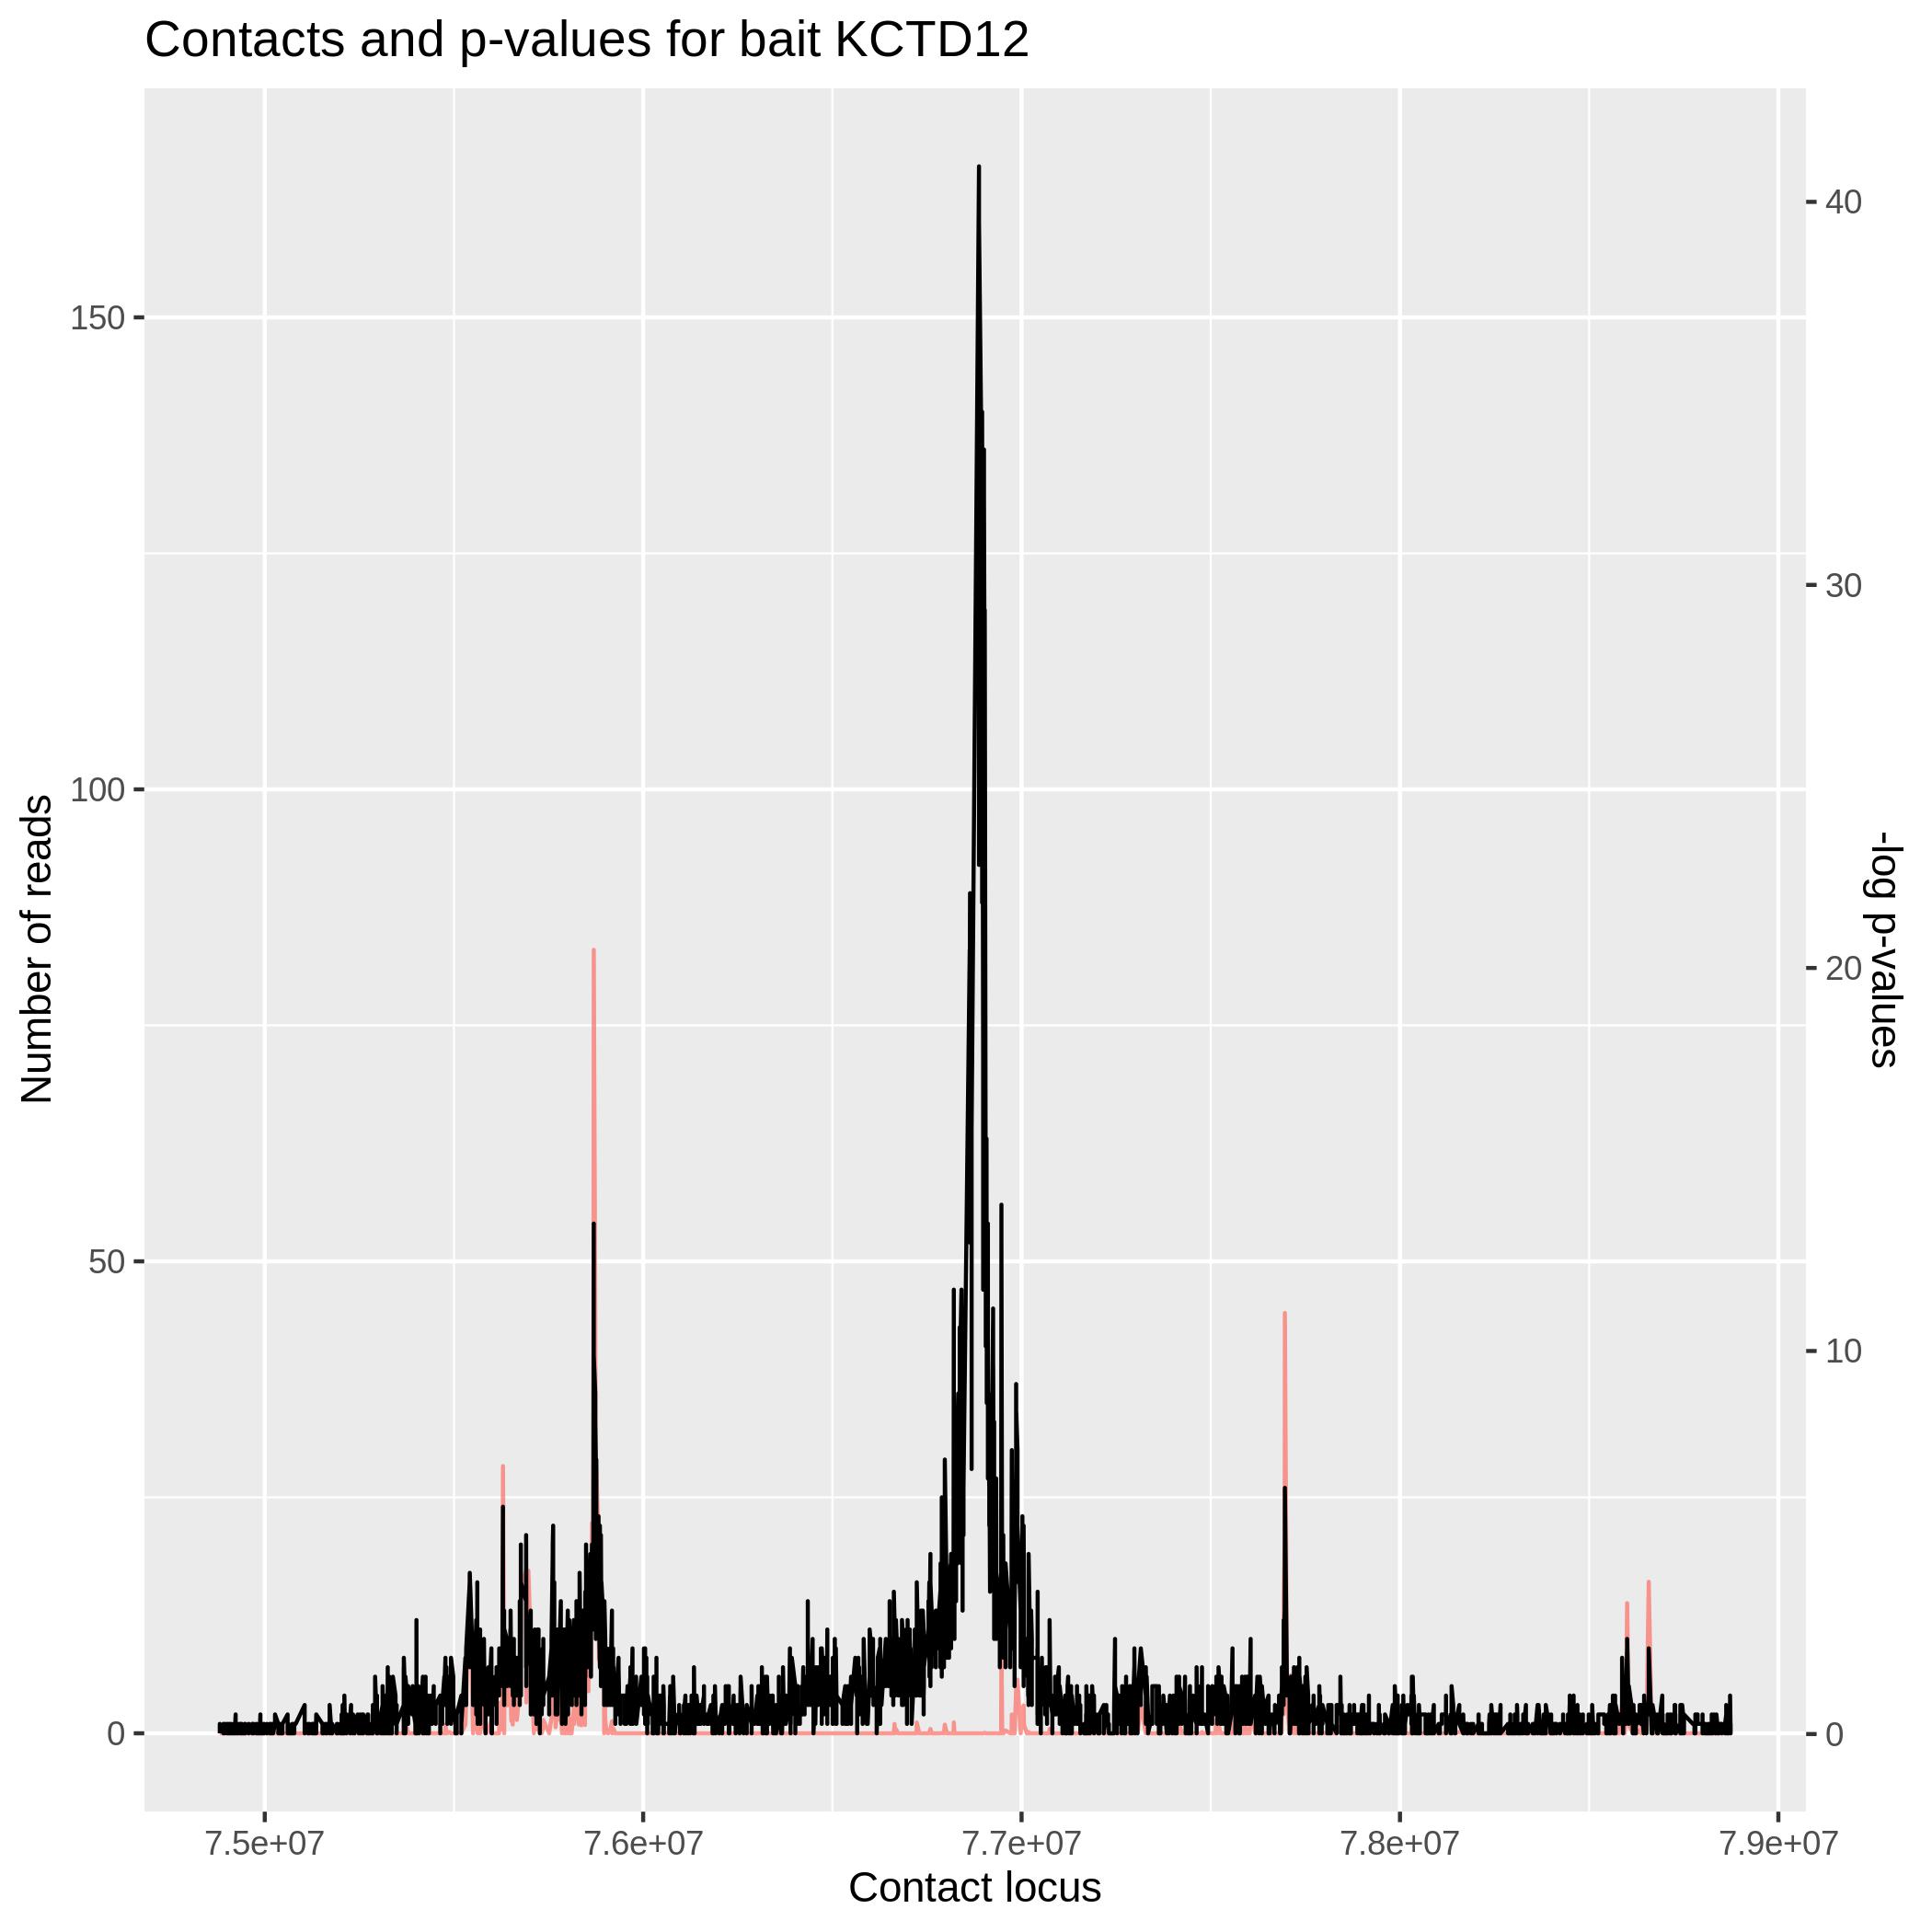 Contacts and p-values for bait KCTD12
Number of reads
150
100
50
0
40
30
20
10
0
-log p-values
7.5e+07
7.6e+07
7.7e+07
7.8e+07
7.9e+07
Contact locus